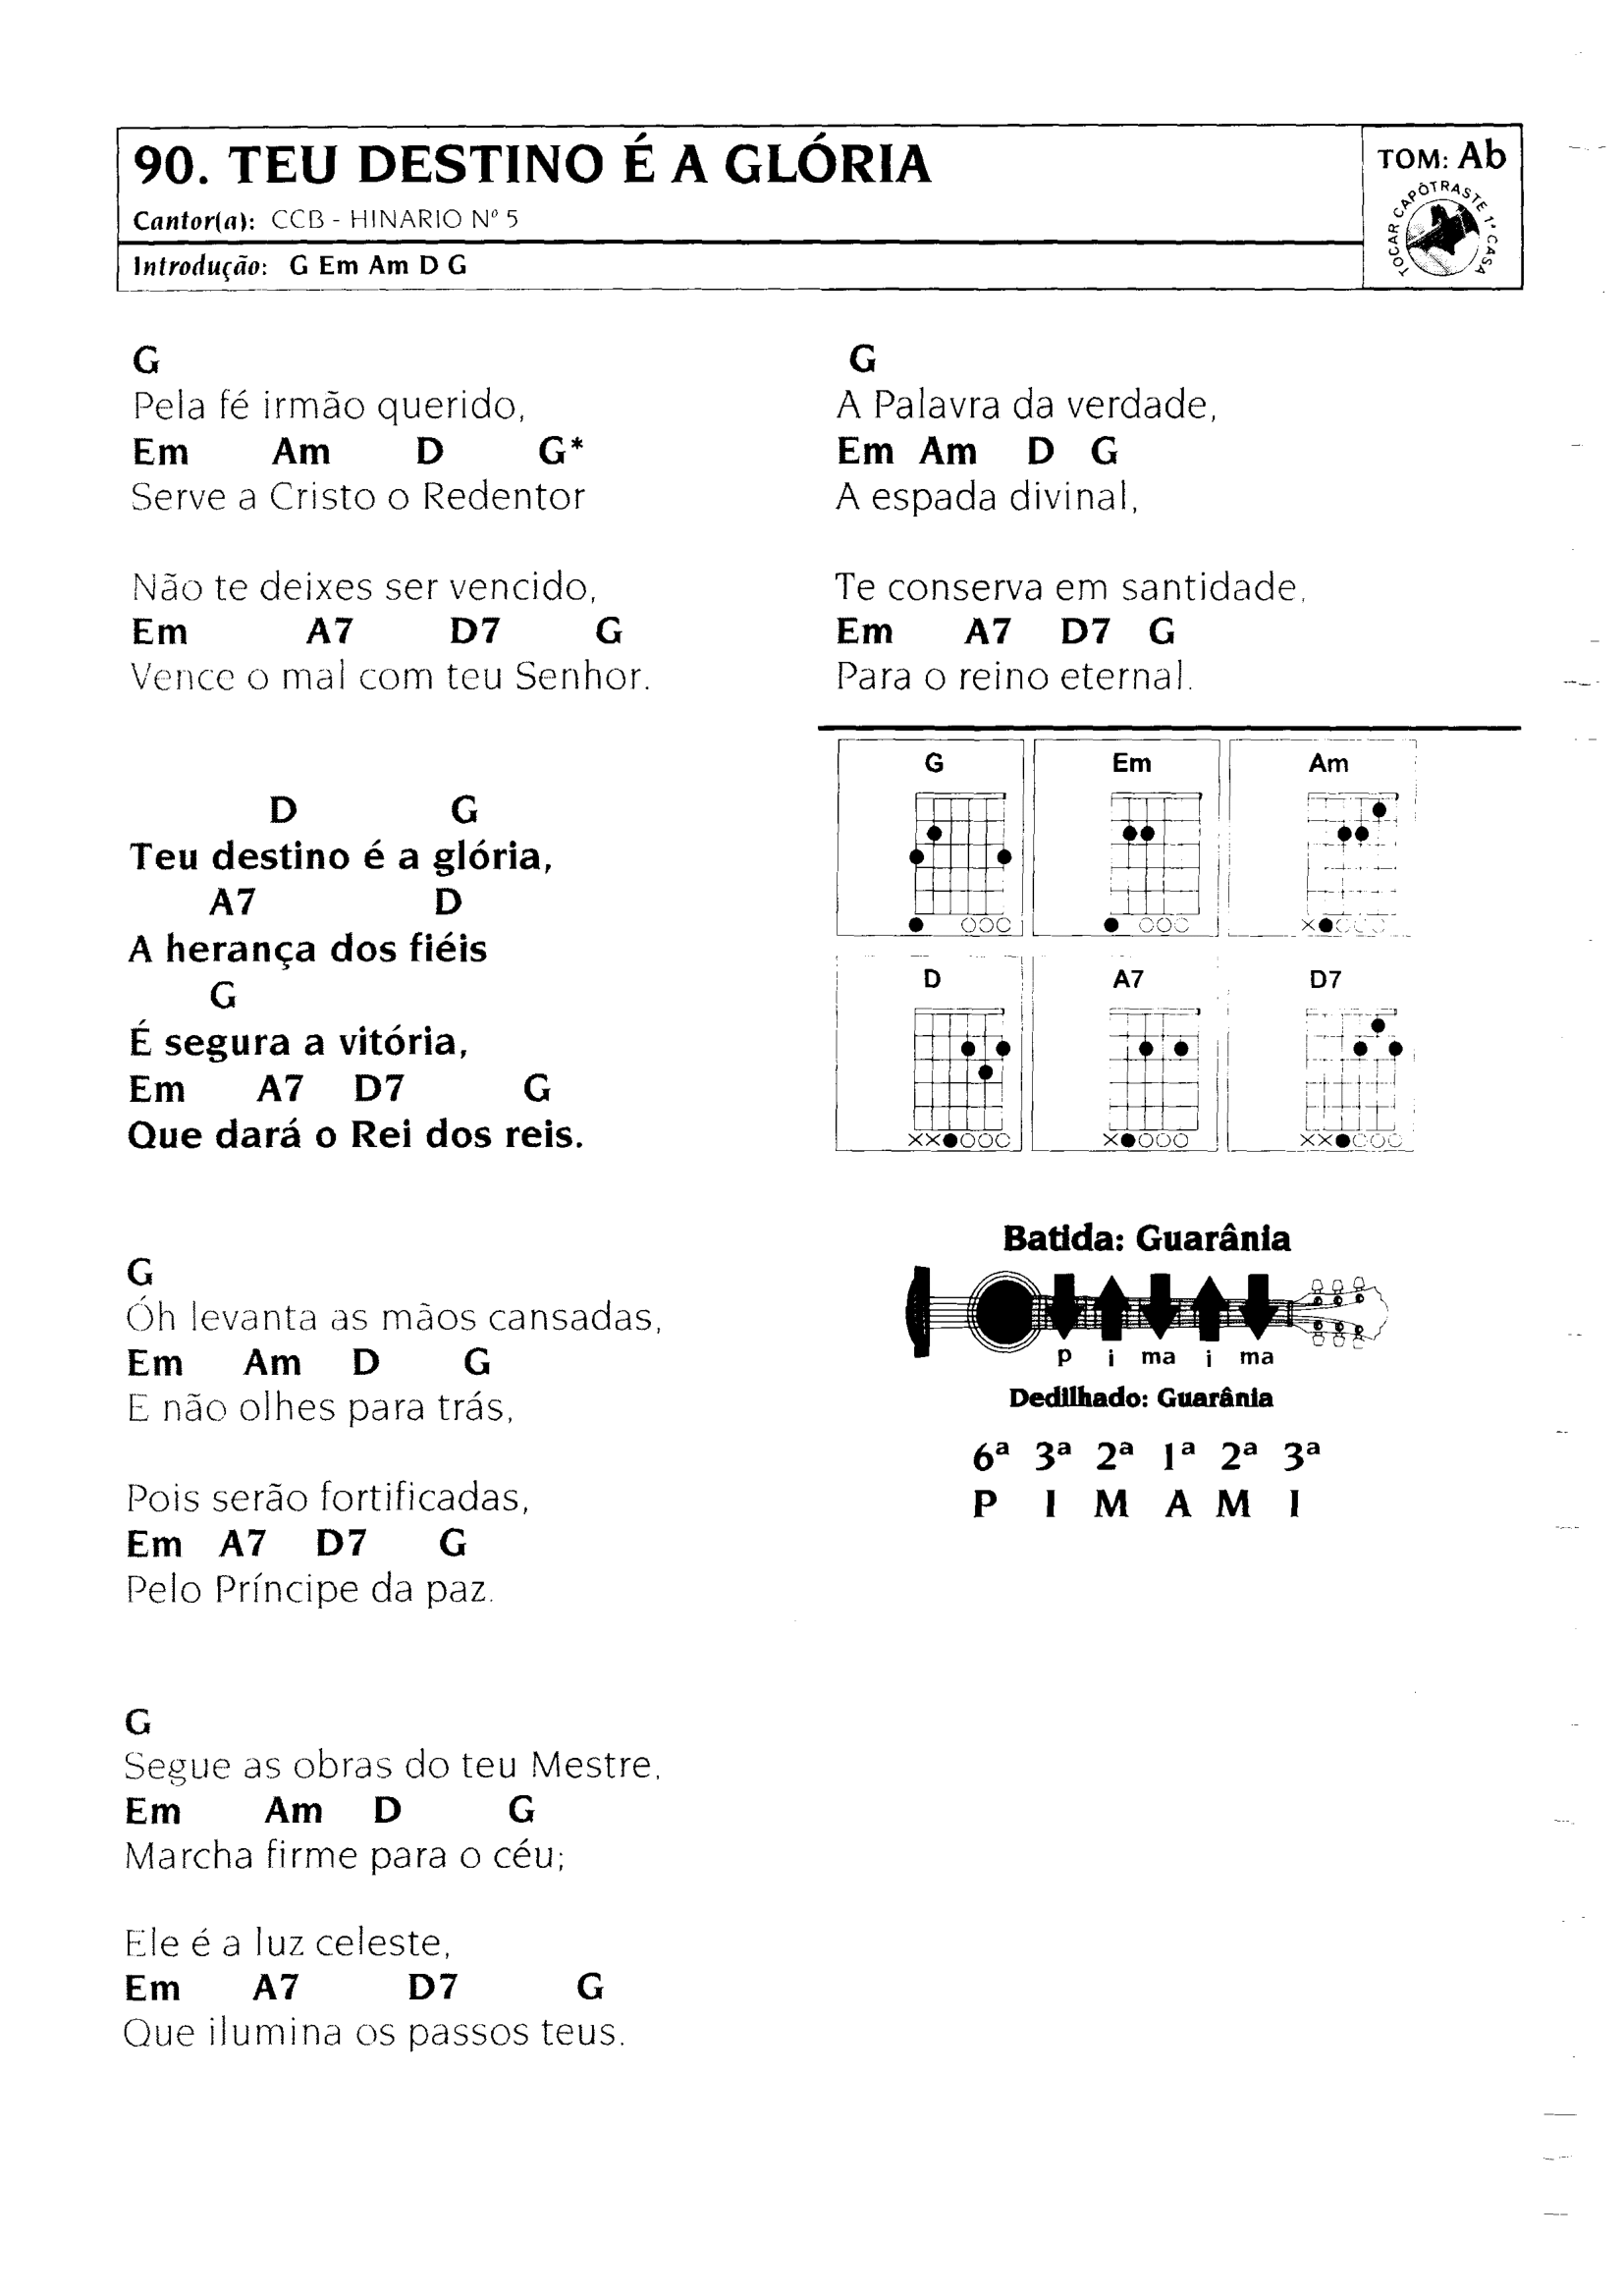 90. TEU DESTINO É A GLÓRIA
Cantor(a): CCB - HINARIO Nº 5
Introdução: G Em Am D G
TOM: Ab
TOCAR CAPÔTRASTE 1ª CASA
G
Pela fé irmão querido,
Em Am D G*
Serve a Cristo o Redentor
Não te deixes ser vencido,
Em A7 D7 G
Vence o mal com teu Senhor.
D G
Teu destino é a glória,
A7 D
A herança dos fiéis
G
É segura a vitória,
Em A7 D7 G
Que dará o Rei dos reis.
G
Óh levanta as mãos cansadas,
Em Am D G
E não olhes para trás,
Pois serão fortificadas,
Em A7 D7 G
Pelo Príncipe da paz.
G
Segue as obras do teu Mestre,
Em Am D G
Marcha firme para o céu;
Ele é a luz celeste,
Em A7 D7 G
Que ilumina os passos teus.
G
A Palavra da verdade,
Em Am D G
A espada divinal,
Te conserva em santidade,
Em A7 D7 G
Para o reino eternal.
G Em Am
D A7 D7
Batida: Guarânia
p i ma i ma
Dedilhado: Guarânia
6ª 3ª 2ª 1ª 2ª 3ª
P I M A M I